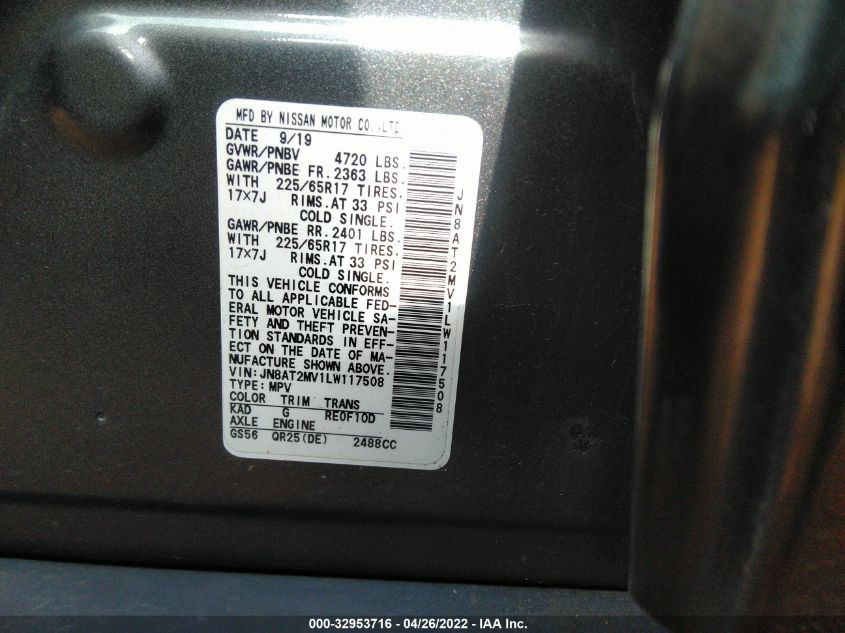 MFD BY NISSAN MOTOR CO.,LTD.
DATE 9/19
GVWR/PNBV 4720 LBS.
GAWR/PNBE FR. 2363 LBS.
WITH 225/65R17 TIRES.
17×7J RIMS.AT 33 PSI
COLD SINGLE.
GAWR/PNBE RR. 2401 LBS.
WITH 225/65R17 TIRES.
17×7J RIMS.AT 33 PSI
COLD SINGLE.
THIS VEHICLE CONFORMS
TO ALL APPLICABLE FED-
ERAL MOTOR VEHICLE SA-
FETY AND THEFT PREVEN-
TION STANDARDS IN EFF-
ECT ON THE DATE OF MA-
NUFACTURE SHOWN ABOVE.
VIN:JN8AT2MV1LW117508
TYPE:MPV
COLOR TRIM TRANS
KAD G RE0F10D
AXLE ENGINE
GS56 QR25(DE) 2488CC
JN8AT2MV1LW117508
000-32953716 - 04/26/2022 - IAA Inc.